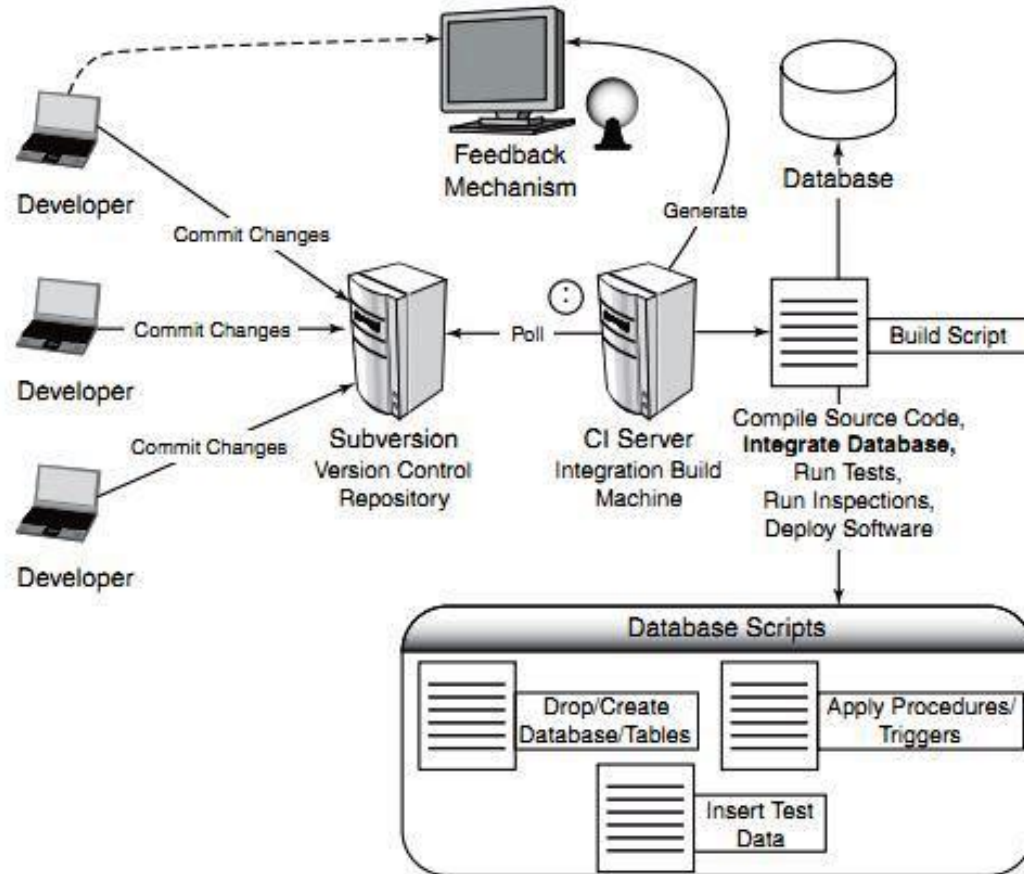 Feedback
Mechanism
Database
Developer
Generate
Commit Changes
Commit Changes
Poll
:
Build Script
Developer
Commit Changes
Subversion
Version Control
Repository
CI Server
Integration Build
Machine
Compile Source Code,
Integrate Database,
Run Tests,
Run Inspections,
Deploy Software
Developer
Database Scripts
Drop/Create
Database/Tables
Apply Procedures/
Triggers
Insert Test
Data